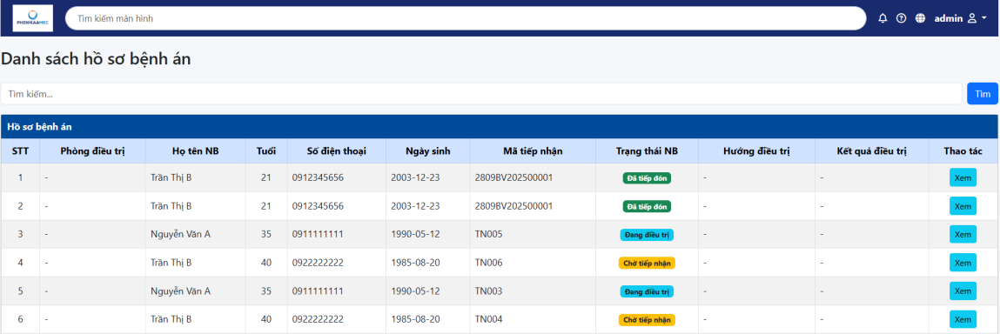 PHENIKAAMEC
Tìm kiếm màn hình
admin
Danh sách hồ sơ bệnh án
Tìm kiếm...
Tìm
Hồ sơ bệnh án
STT Phòng điều trị Họ tên NB Tuổi Số điện thoại Ngày sinh Mã tiếp nhận Trạng thái NB Hướng điều trị Kết quả điều trị Thao tác
1 - Trần Thị B 21 0912345656 2003-12-23 2809BV202500001 Đã tiếp đón - - Xem
2 - Trần Thị B 21 0912345656 2003-12-23 2809BV202500001 Đã tiếp đón - - Xem
3 - Nguyễn Văn A 35 0911111111 1990-05-12 TN005 Đang điều trị - - Xem
4 - Trần Thị B 40 0922222222 1985-08-20 TN006 Chờ tiếp nhận - - Xem
5 - Nguyễn Văn A 35 0911111111 1990-05-12 TN003 Đang điều trị - - Xem
6 - Trần Thị B 40 0922222222 1985-08-20 TN004 Chờ tiếp nhận - - Xem